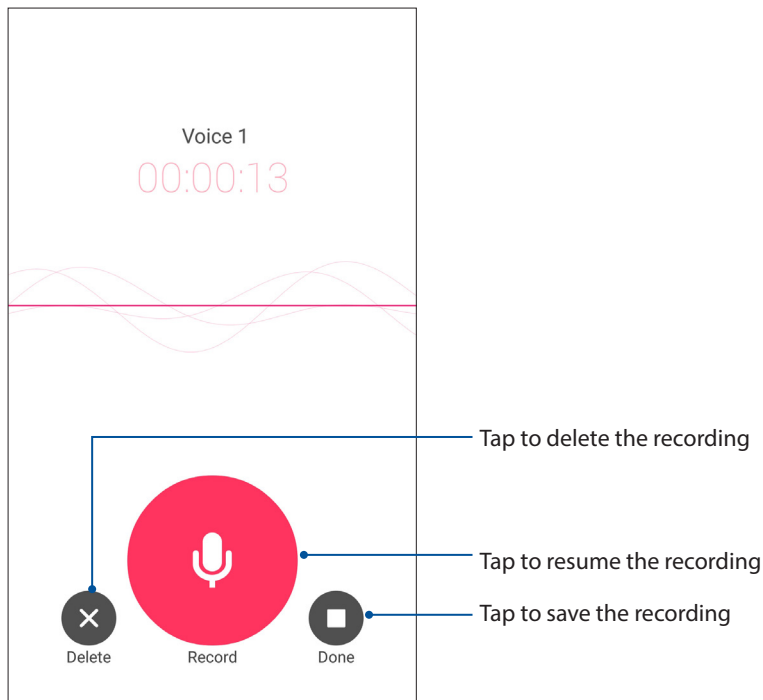 Voice 1
00:00:13
Tap to delete the recording
Tap to resume the recording
Tap to save the recording
Delete
Record
Done